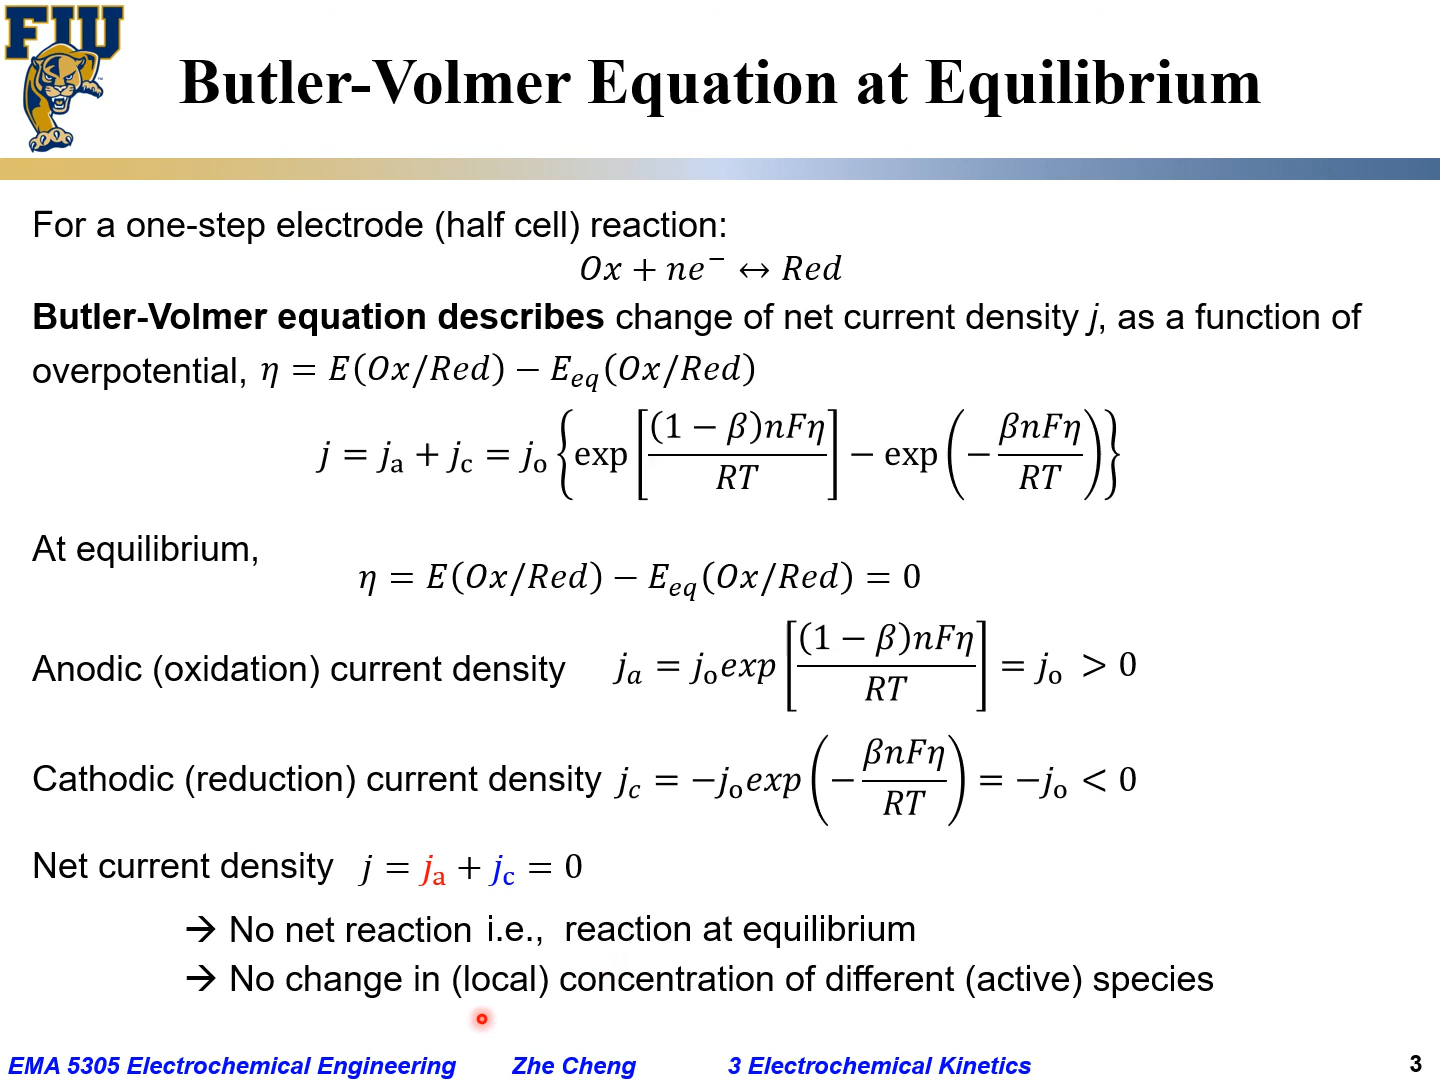 FIU
Butler-Volmer Equation at Equilibrium
For a one-step electrode (half cell) reaction:
Ox + ne⁻ ↔ Red
Butler-Volmer equation describes change of net current density j, as a function of
overpotential, η = E(Ox/Red) − E_eq(Ox/Red)
j = j_a + j_c = j_o {exp [(1 − β)nFη / RT] − exp (− βnFη / RT)}
At equilibrium,
η = E(Ox/Red) − E_eq(Ox/Red) = 0
Anodic (oxidation) current density j_a = j_o exp [(1 − β)nFη / RT] = j_o > 0
Cathodic (reduction) current density j_c = −j_o exp (− βnFη / RT) = −j_o < 0
Net current density j = j_a + j_c = 0
→ No net reaction i.e., reaction at equilibrium
→ No change in (local) concentration of different (active) species
EMA 5305 Electrochemical Engineering Zhe Cheng 3 Electrochemical Kinetics 3